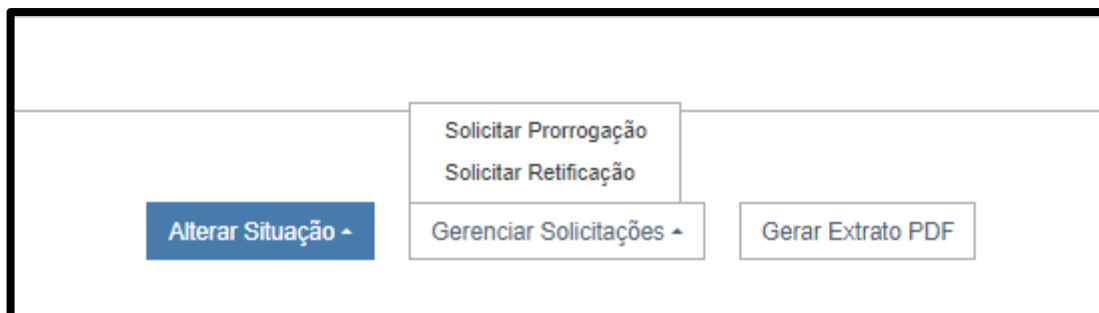 Solicitar Prorrogação
Solicitar Retificação
Alterar Situação
Gerenciar Solicitações
Gerar Extrato PDF